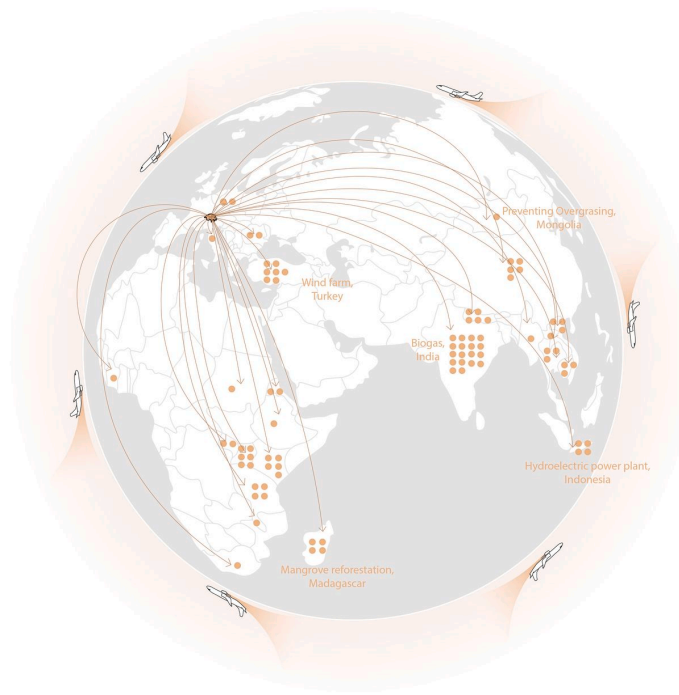 Preventing Overgrasing,
Mongolia
Wind farm,
Turkey
Biogas,
India
Hydroelectric power plant,
Indonesia
Mangrove reforestation,
Madagascar